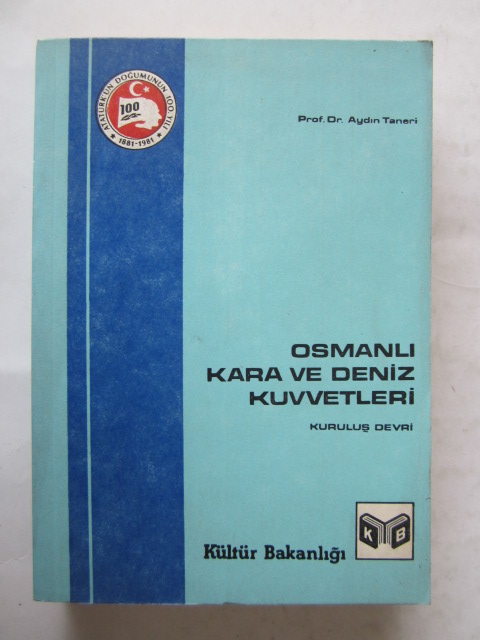 ATATÜRK'ÜN DOĞUMUNUN 100. YILI
100
1881-1981
Prof. Dr. Aydın Taneri
OSMANLI
KARA VE DENİZ
KUVVETLERİ
KURULUŞ DEVRİ
K B
Kültür Bakanlığı